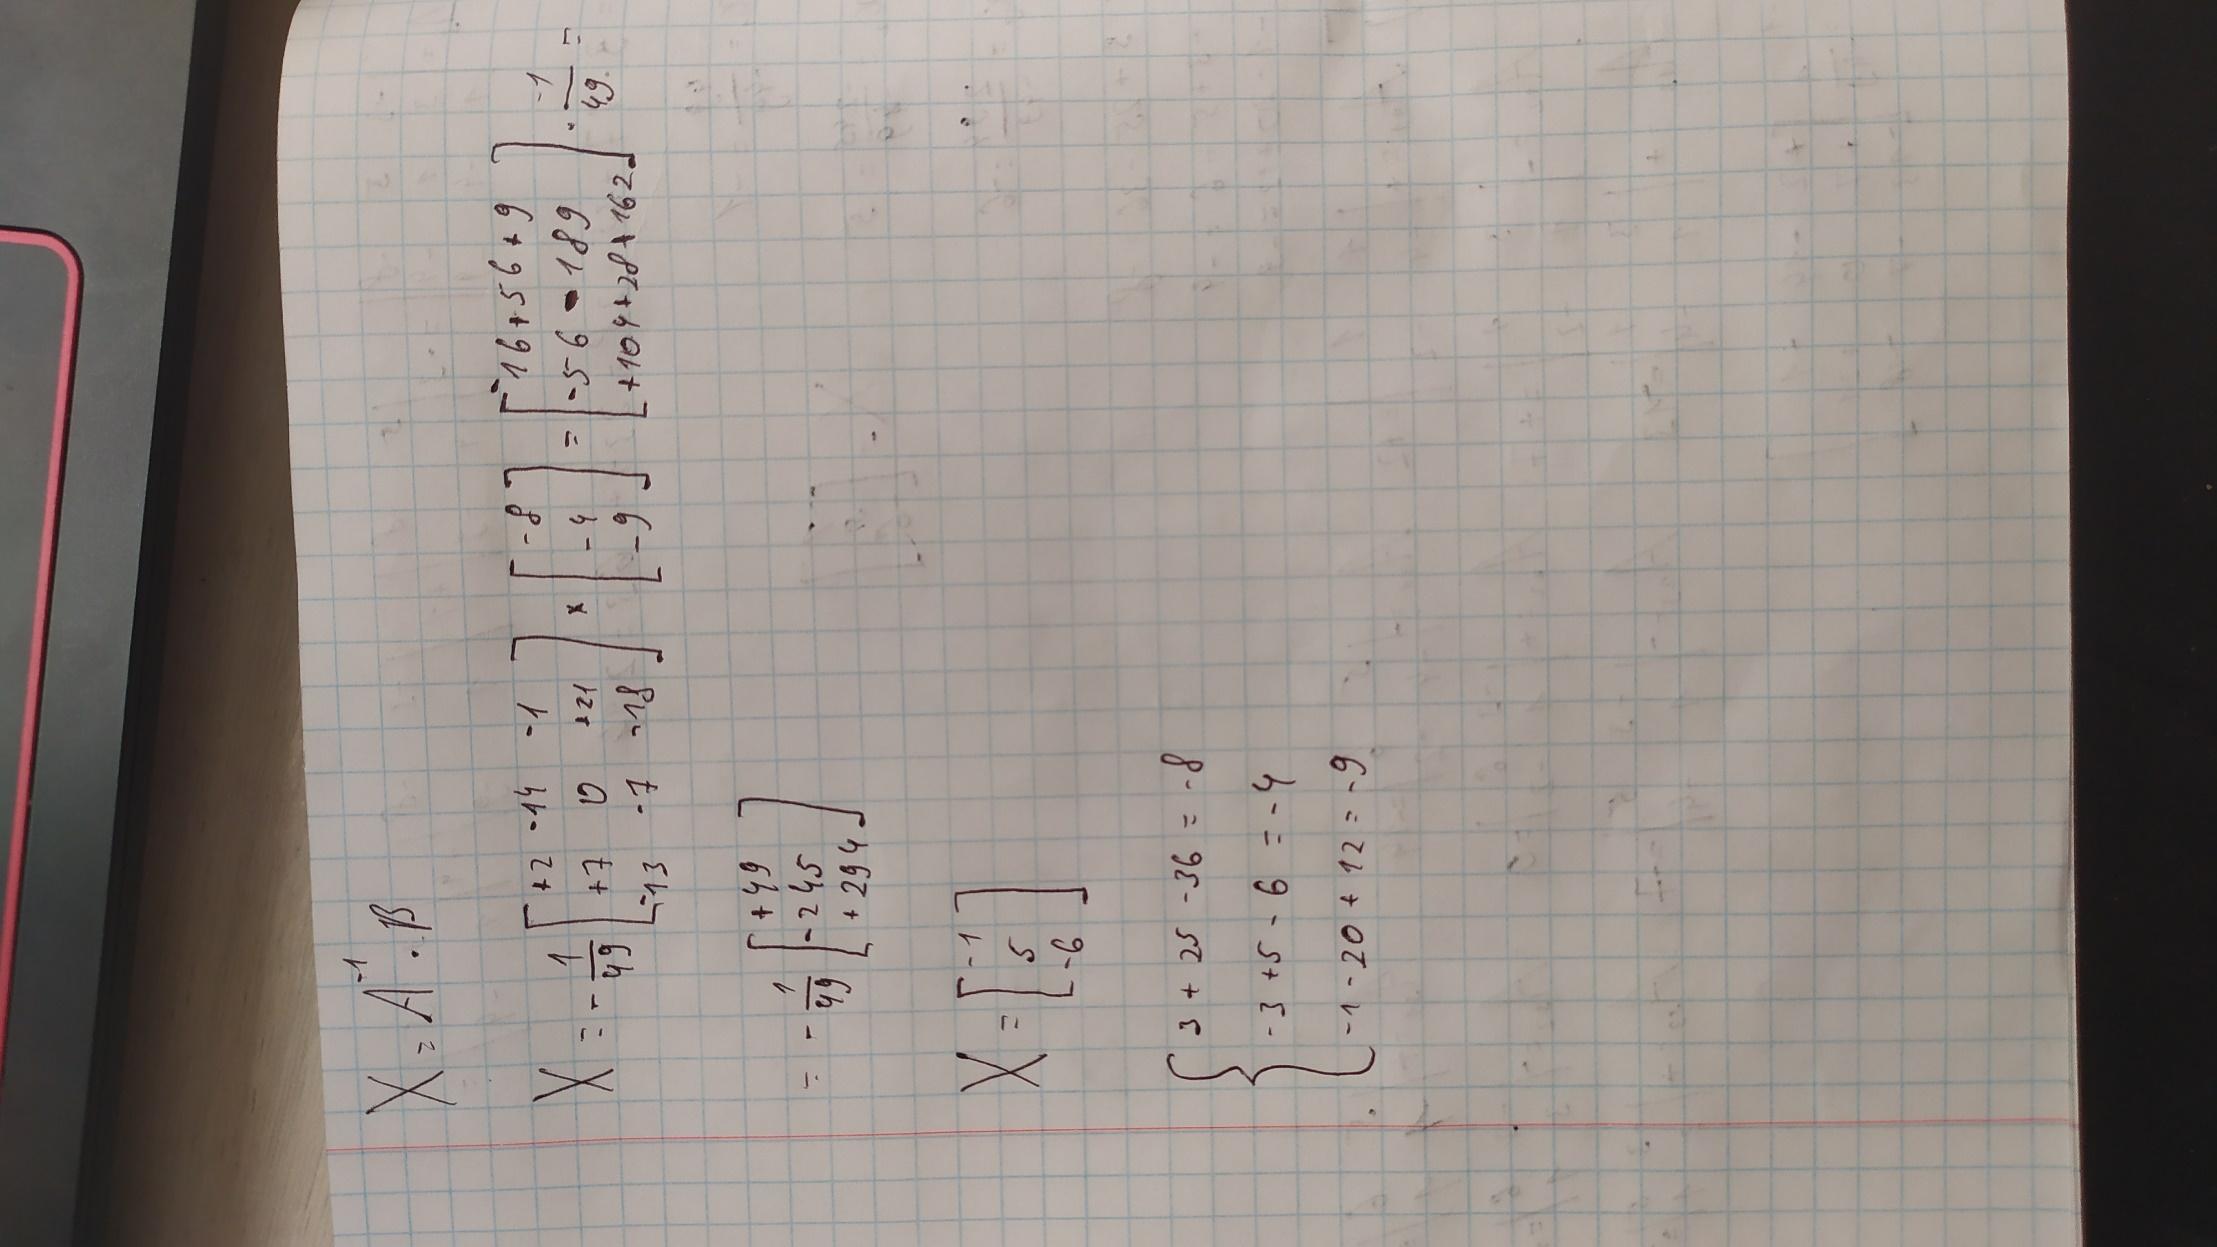 X = A⁻¹ · B
X = - 1/49 [ +2 -14 -1 ] × [ -8 ] = [ -16 + 56 + 9 ] · -1/49 =
[ +7 0 +21 ] [ -4 ] [ -56 - 189 ]
[ -13 -7 -18 ] [ -9 ] [ +104 + 28 + 162 ]
= - 1/49 [ +49 ]
[ -245 ]
[ +294 ]
X = [ -1 ]
[ 5 ]
[ -6 ]
{ 3 + 25 - 36 = -8
-3 + 5 - 6 = -4
-1 - 20 + 12 = -9